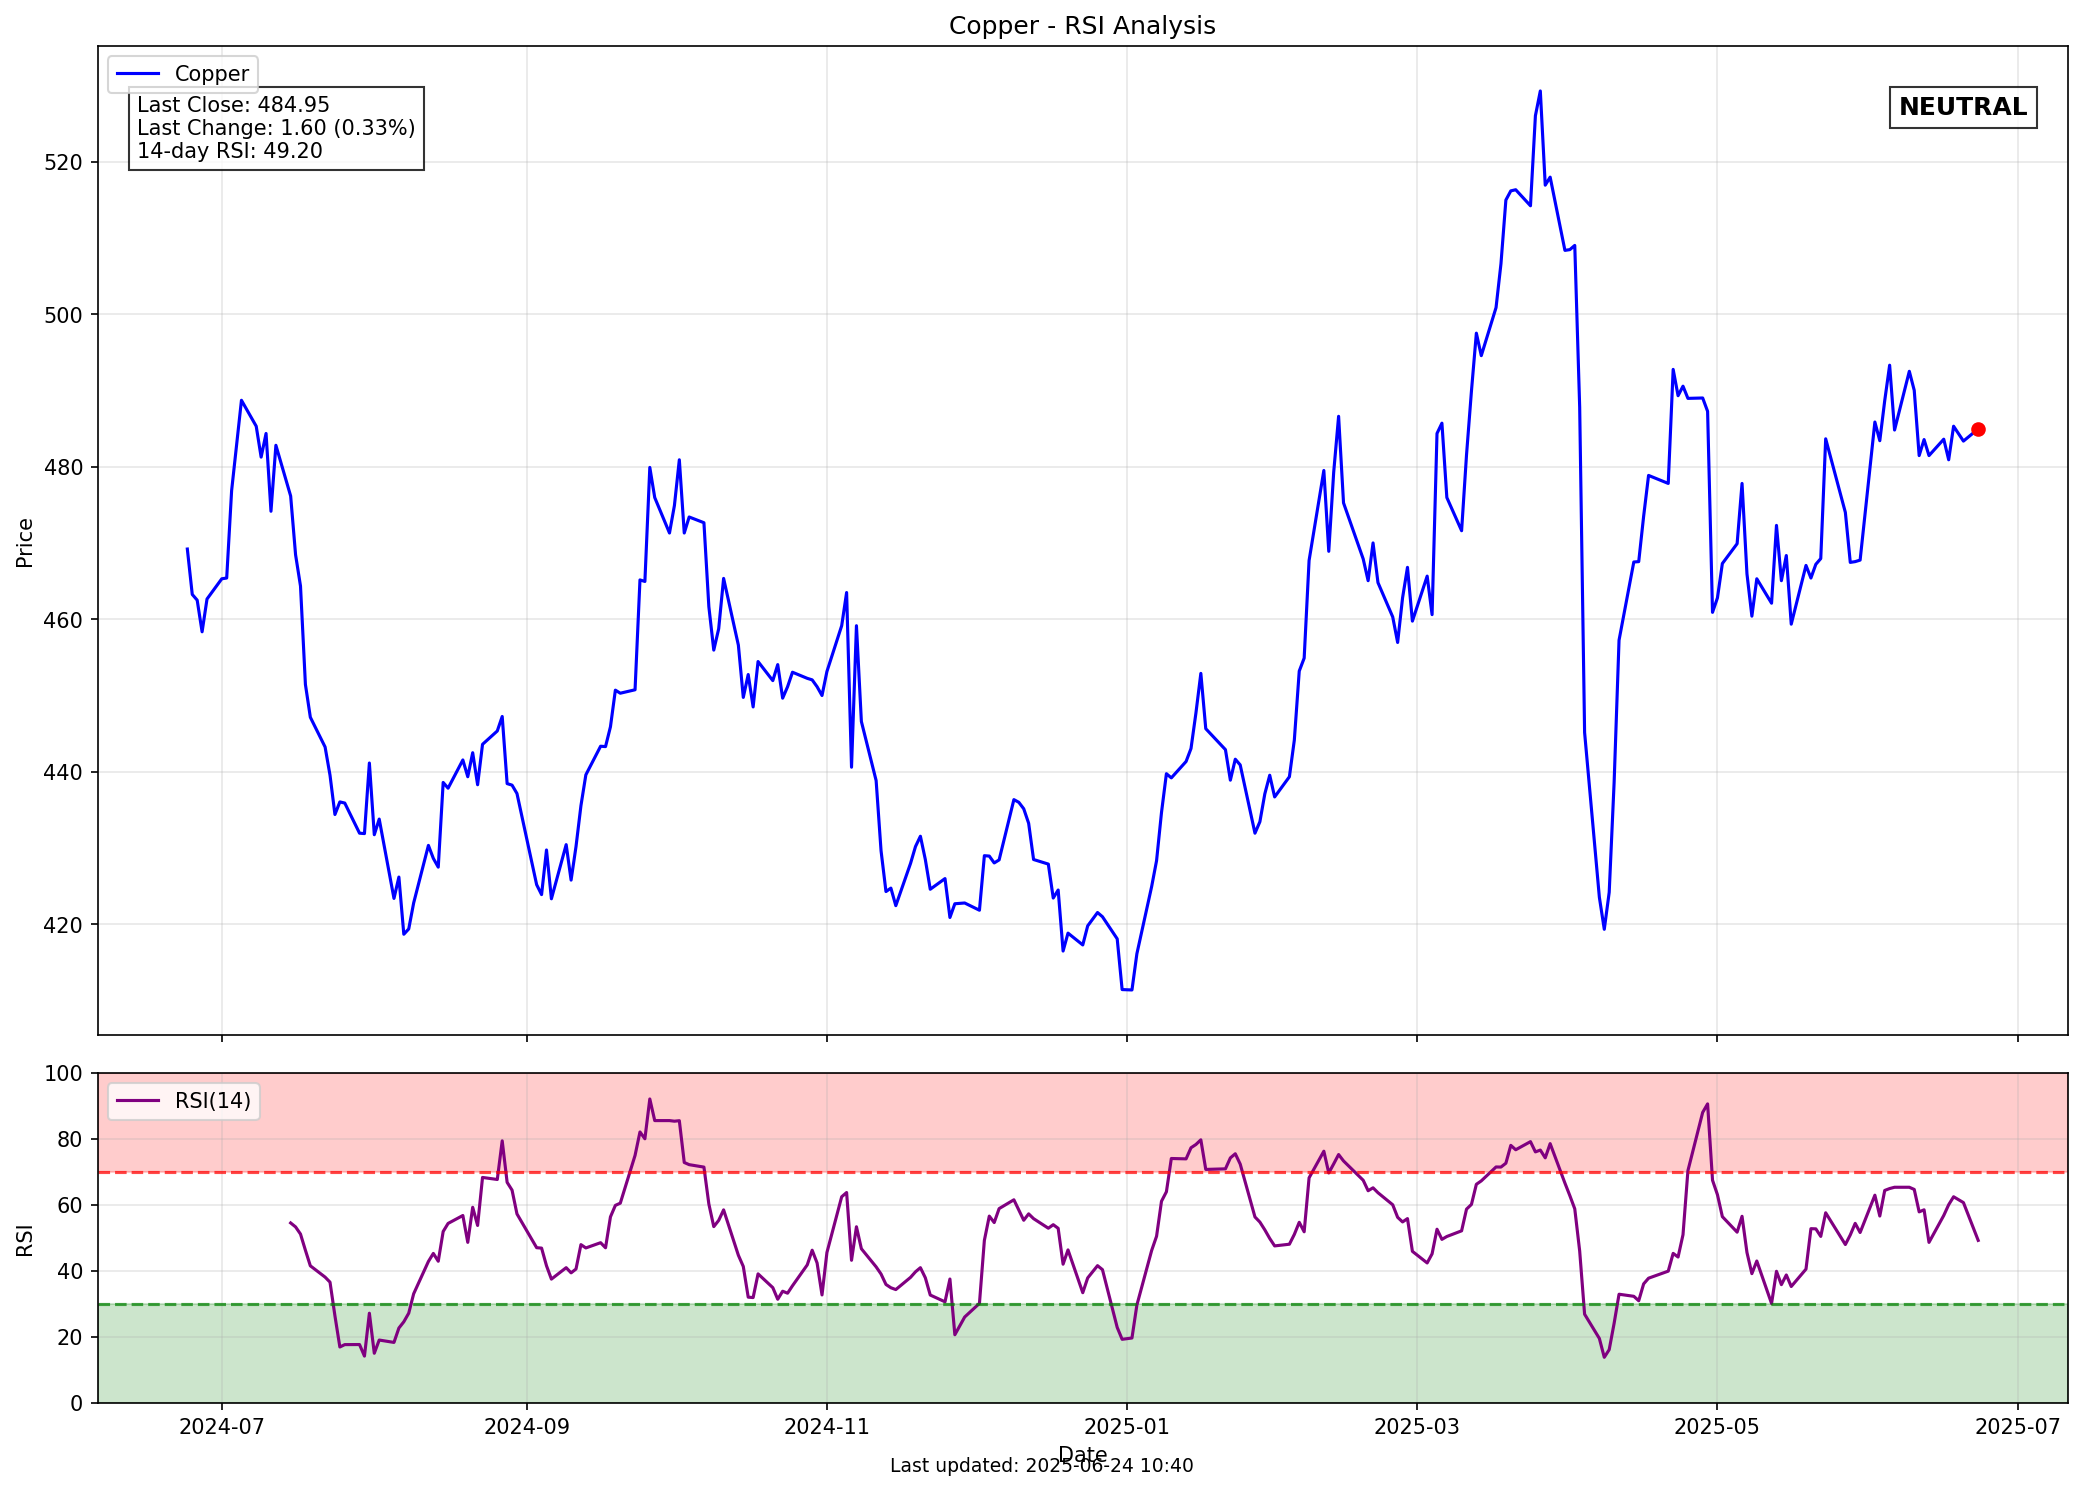 Copper - RSI Analysis
Copper
Last Close: 484.95
Last Change: 1.60 (0.33%)
14-day RSI: 49.20
NEUTRAL
520
500
480
460
440
420
Price
RSI(14)
100
80
60
40
20
0
RSI
2024-07
2024-09
2024-11
2025-01
2025-03
2025-05
2025-07
Date
Last updated: 2025-06-24 10:40